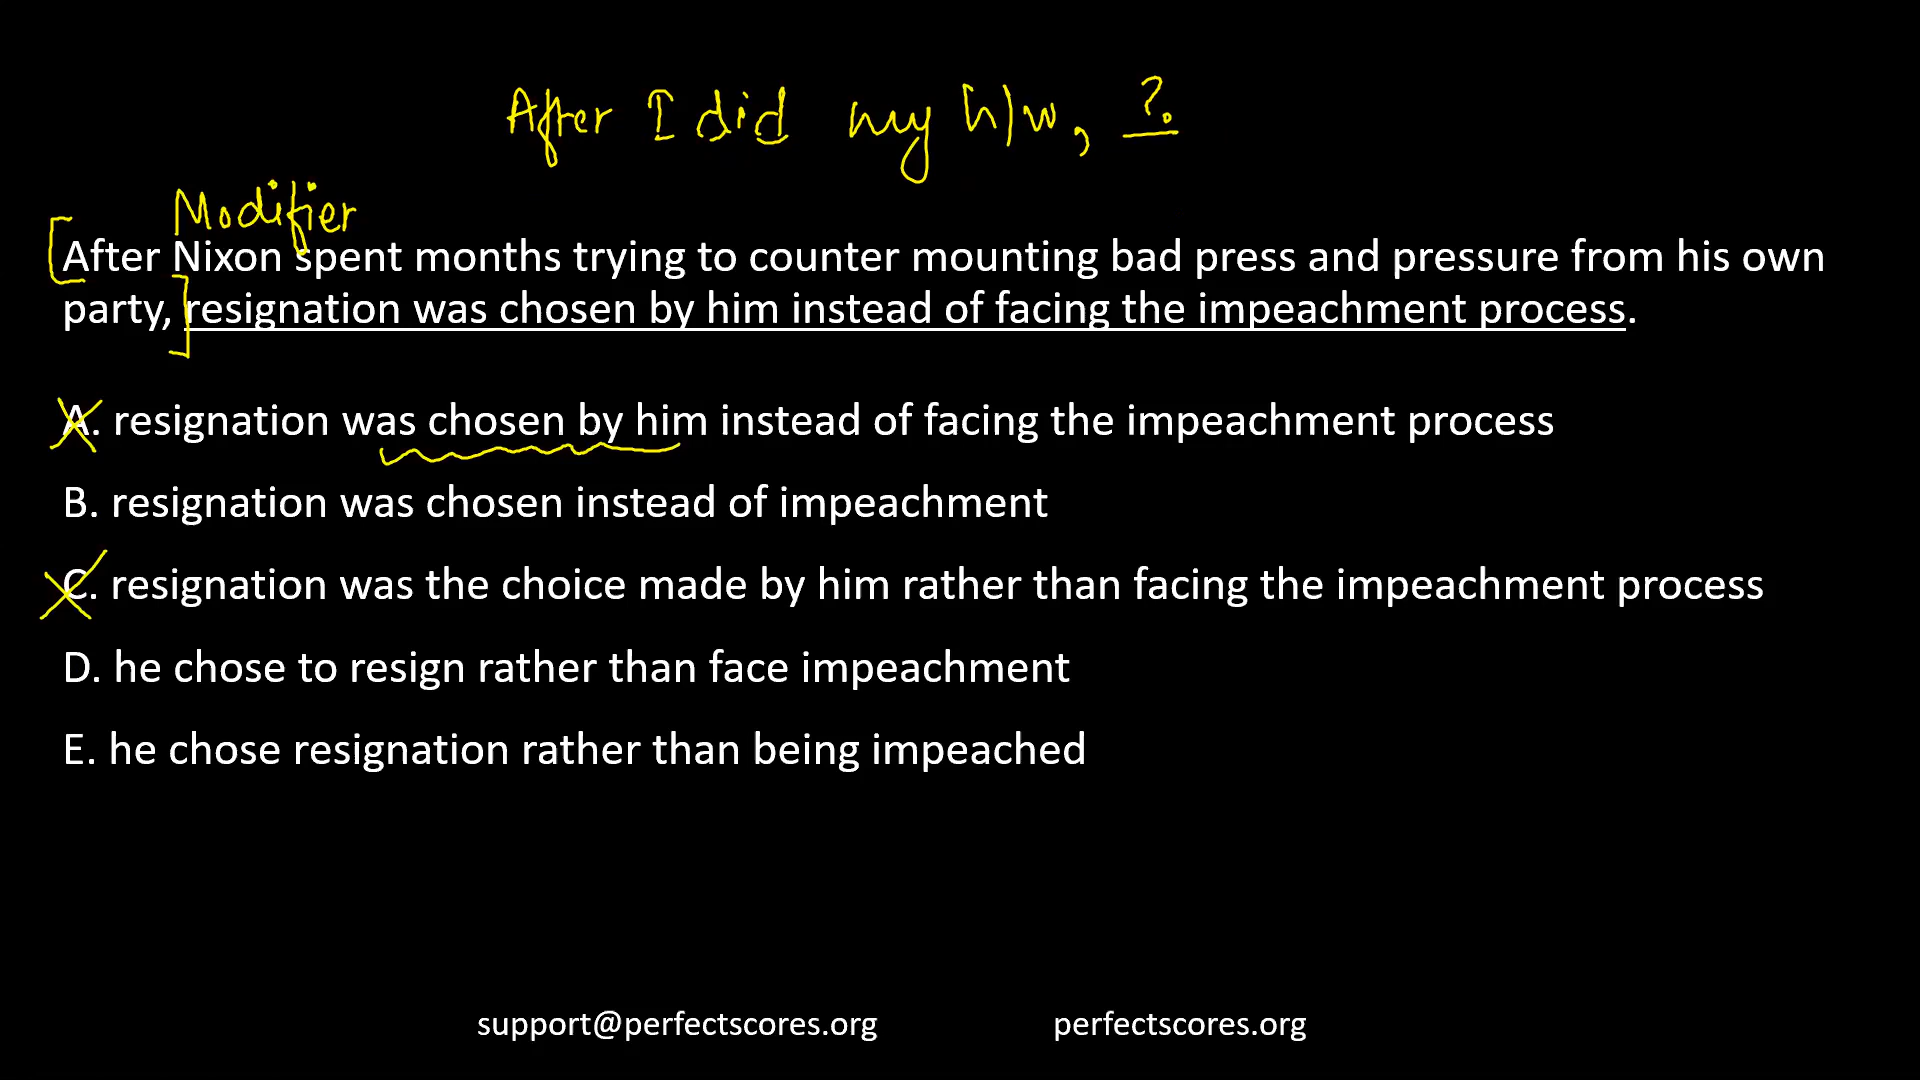 After I did my h/w, ?
Modifier
After Nixon spent months trying to counter mounting bad press and pressure from his own
party, resignation was chosen by him instead of facing the impeachment process.
A. resignation was chosen by him instead of facing the impeachment process
B. resignation was chosen instead of impeachment
C. resignation was the choice made by him rather than facing the impeachment process
D. he chose to resign rather than face impeachment
E. he chose resignation rather than being impeached
support@perfectscores.org perfectscores.org